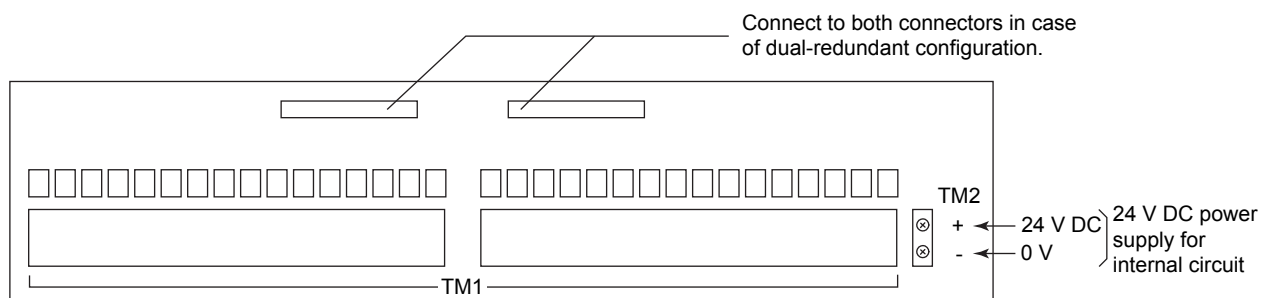 Connect to both connectors in case
of dual-redundant configuration.
TM2
+
24 V DC
-
0 V
24 V DC power
supply for
internal circuit
TM1